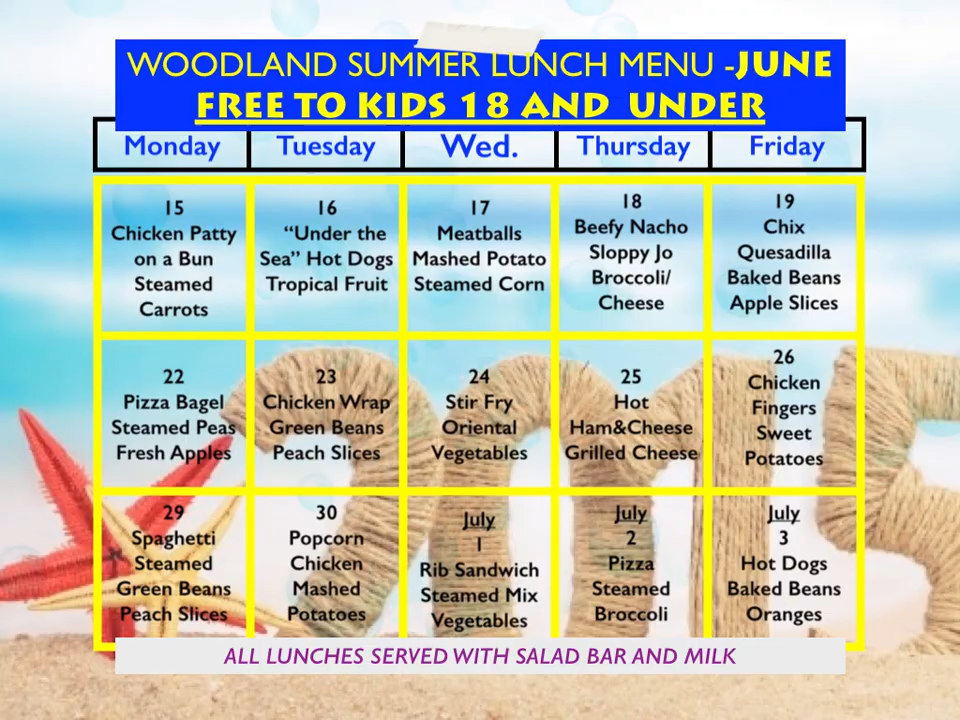 WOODLAND SUMMER LUNCH MENU -JUNE
FREE TO KIDS 18 AND UNDER
Monday
Tuesday
Wed.
Thursday
Friday
15
Chicken Patty
on a Bun
Steamed
Carrots
16
“Under the
Sea” Hot Dogs
Tropical Fruit
17
Meatballs
Mashed Potato
Steamed Corn
18
Beefy Nacho
Sloppy Jo
Broccoli/
Cheese
19
Chix
Quesadilla
Baked Beans
Apple Slices
22
Pizza Bagel
Steamed Peas
Fresh Apples
23
Chicken Wrap
Green Beans
Peach Slices
24
Stir Fry
Oriental
Vegetables
25
Hot
Ham&Cheese
Grilled Cheese
26
Chicken
Fingers
Sweet
Potatoes
29
Spaghetti
Steamed
Green Beans
Peach Slices
30
Popcorn
Chicken
Mashed
Potatoes
July
1
Rib Sandwich
Steamed Mix
Vegetables
July
2
Pizza
Steamed
Broccoli
July
3
Hot Dogs
Baked Beans
Oranges
ALL LUNCHES SERVED WITH SALAD BAR AND MILK